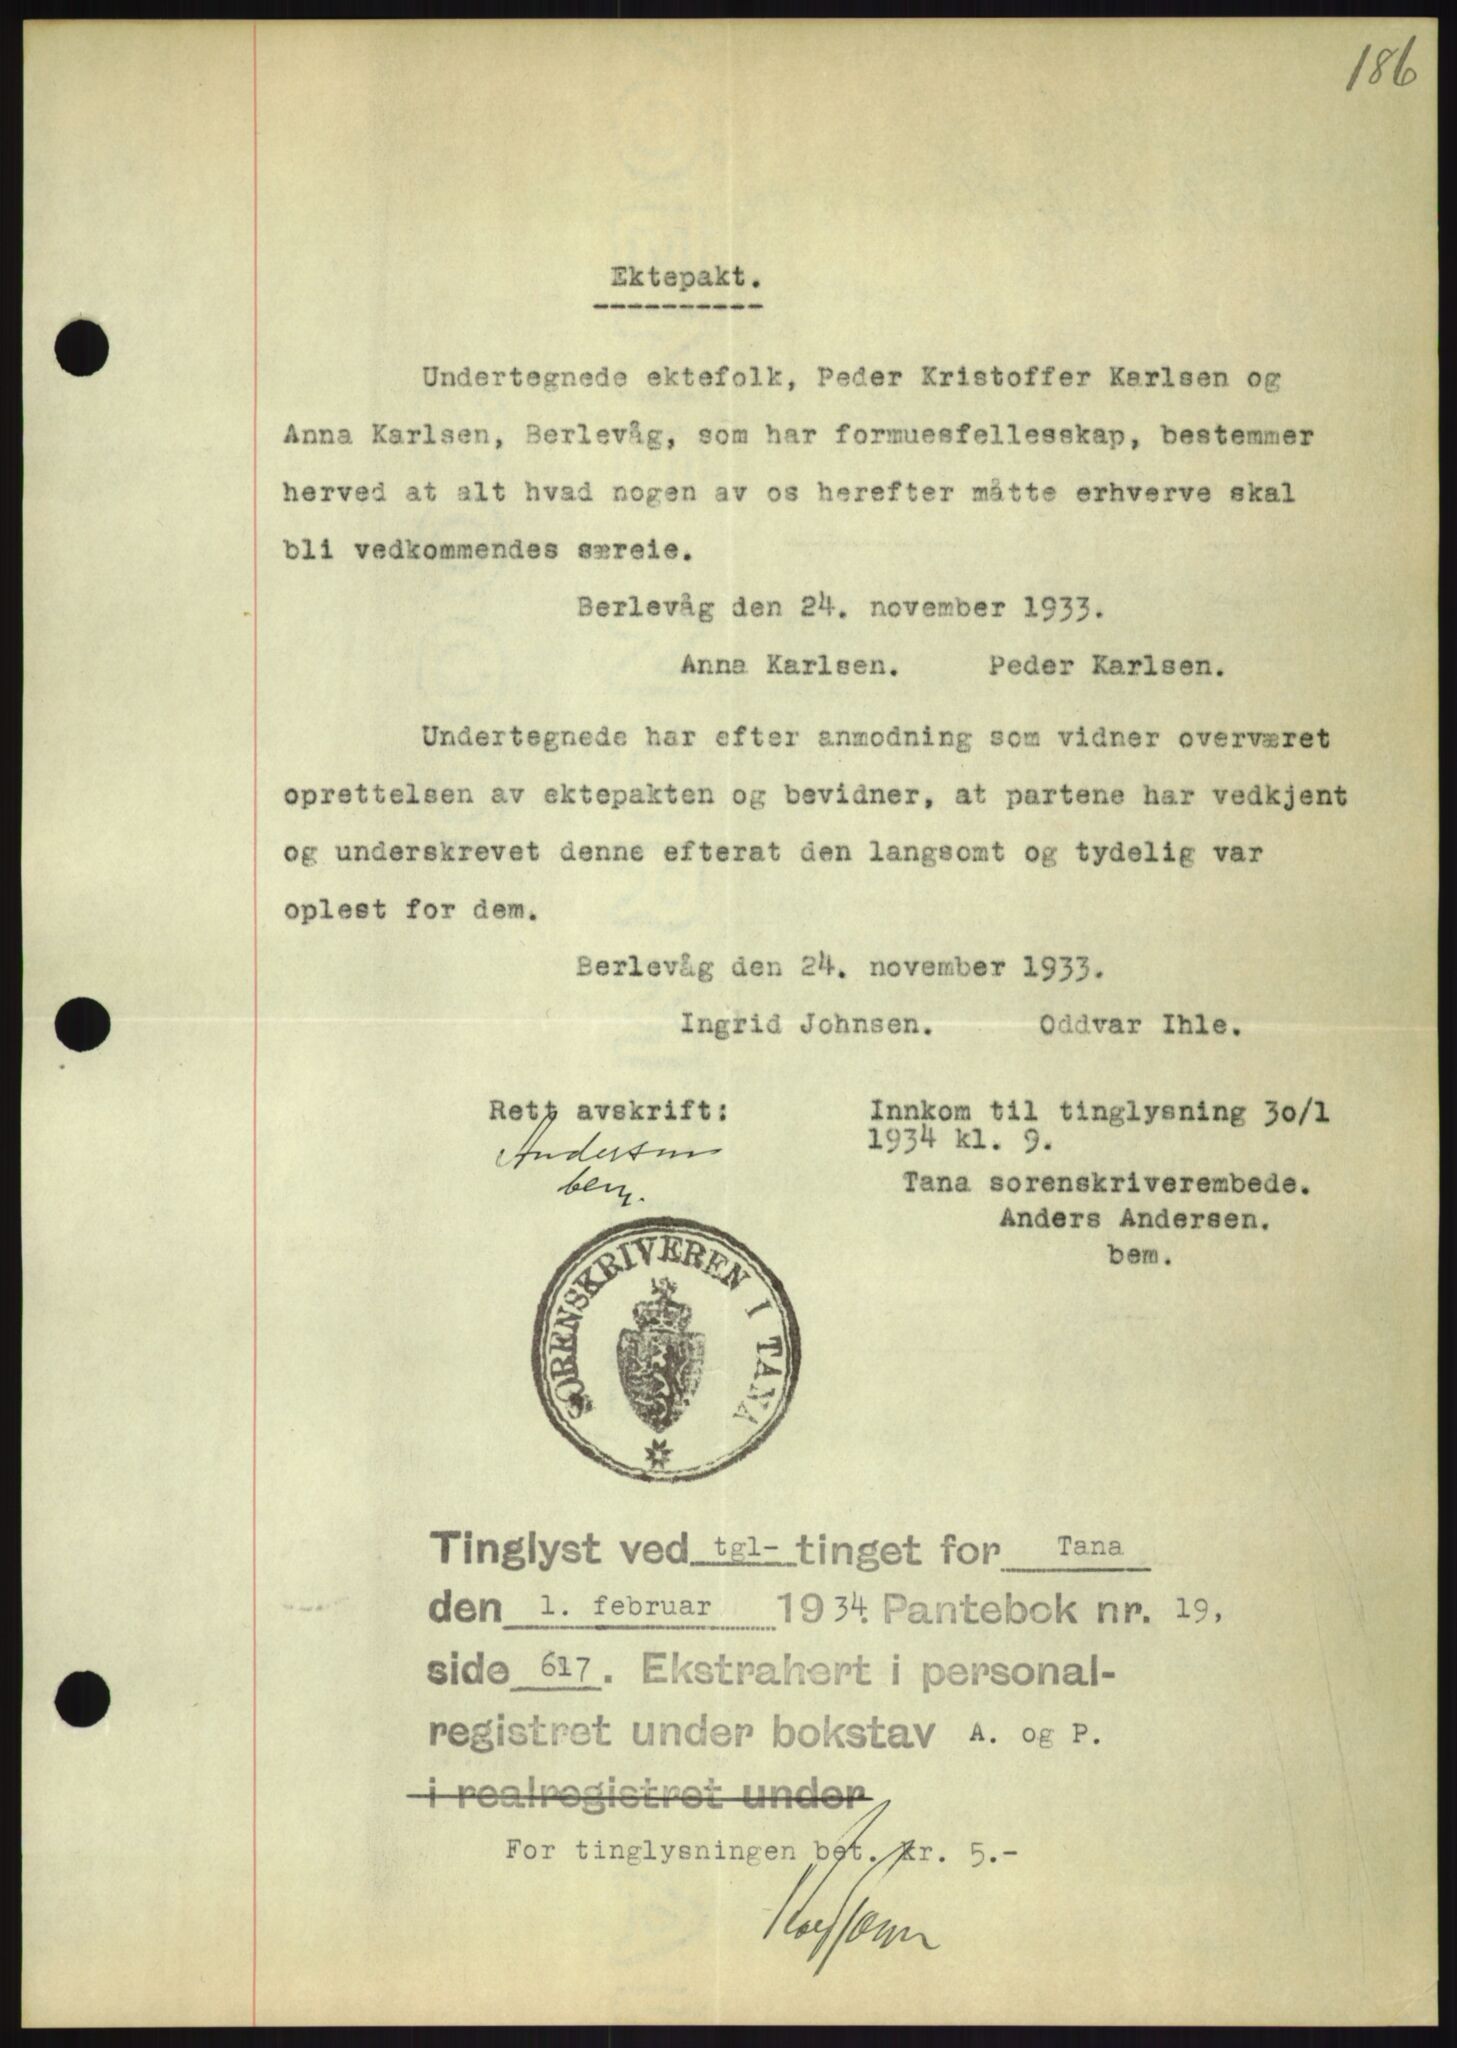 186
Ektepakt.
Undertegnede ektefolk, Peder Kristoffer Karlsen og
Anna Karlsen, Berlevåg, som har formuesfellesskap, bestemmer
herved at alt hvad nogen av os herefter måtte erhverve skal
bli vedkommendes særeie.
Berlevåg den 24. november 1933.
Anna Karlsen. Peder Karlsen.
Undertegnede har efter anmodning som vidner overværet
oprettelsen av ektepakten og bevidner, at partene har vedkjent
og underskrevet denne efterat den langsomt og tydelig var
oplest for dem.
Berlevåg den 24. november 1933.
Ingrid Johnsen. Oddvar Ihle.
Rett avskrift:
Andersen
bem.
Innkom til tinglysning 30/1
1934 kl. 9.
Tana sorenskriverembede.
Anders Andersen.
bem.
SORENSKRIVEREN I TANA
Tinglyst ved tgl- tinget for Tana
den 1. februar 1934. Pantebok nr. 19,
side 617. Ekstrahert i personal-
registret under bokstav A. og P.
i realregistret under
For tinglysningen bet. kr. 5.-